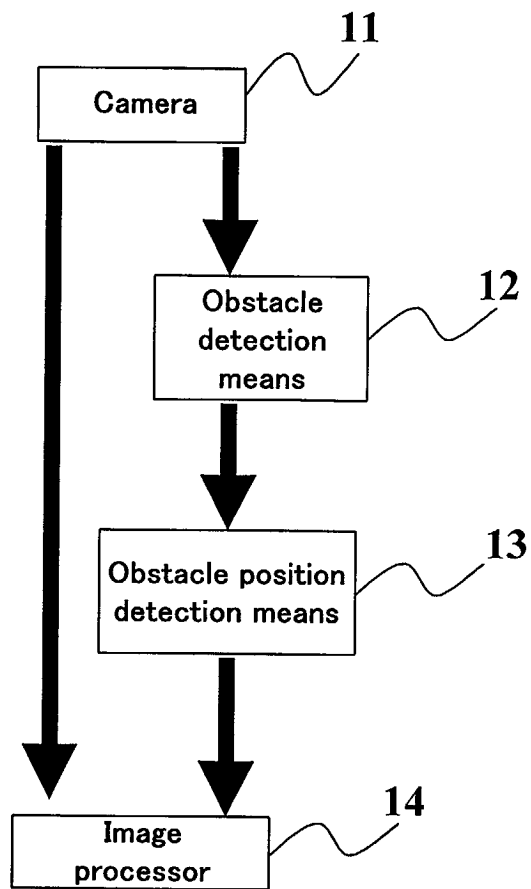 11
Camera
12
Obstacle
detection
means
13
Obstacle position
detection means
14
Image
processor